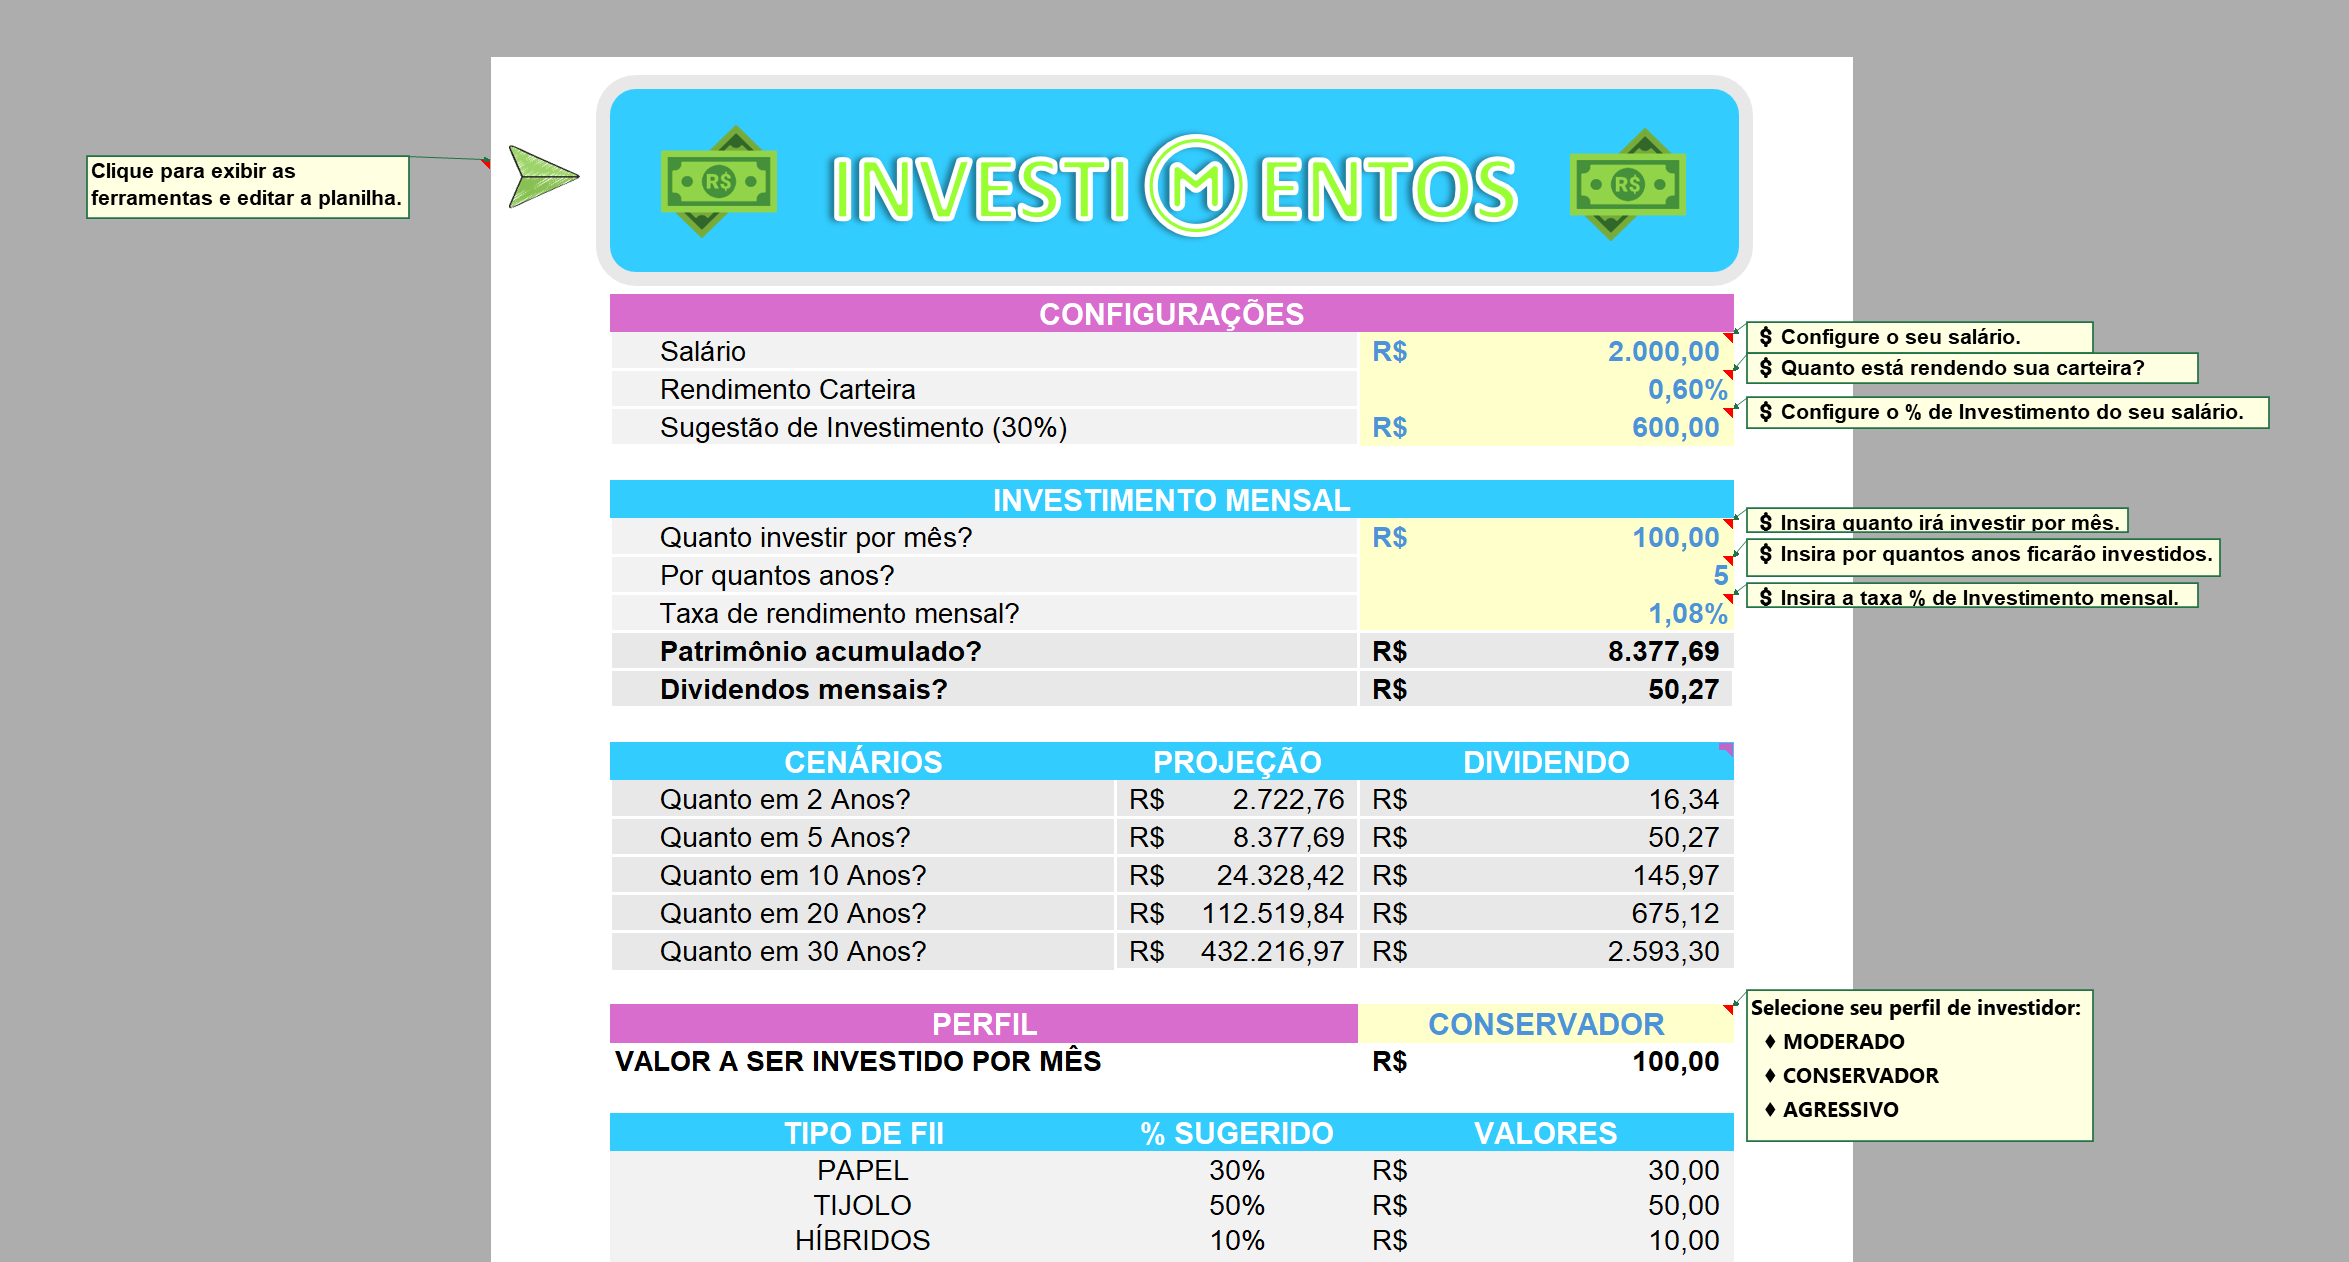 Clique para exibir as
ferramentas e editar a planilha.
R$ INVESTIMENTOS R$
CONFIGURAÇÕES
Salário R$ 2.000,00
$ Configure o seu salário.
Rendimento Carteira 0,60%
$ Quanto está rendendo sua carteira?
Sugestão de Investimento (30%) R$ 600,00
$ Configure o % de Investimento do seu salário.
INVESTIMENTO MENSAL
Quanto investir por mês? R$ 100,00
$ Insira quanto irá investir por mês.
Por quantos anos? 5
$ Insira por quantos anos ficarão investidos.
Taxa de rendimento mensal? 1,08%
$ Insira a taxa % de Investimento mensal.
Patrimônio acumulado? R$ 8.377,69
Dividendos mensais? R$ 50,27
CENÁRIOS PROJEÇÃO DIVIDENDO
Quanto em 2 Anos? R$ 2.722,76 R$ 16,34
Quanto em 5 Anos? R$ 8.377,69 R$ 50,27
Quanto em 10 Anos? R$ 24.328,42 R$ 145,97
Quanto em 20 Anos? R$ 112.519,84 R$ 675,12
Quanto em 30 Anos? R$ 432.216,97 R$ 2.593,30
PERFIL CONSERVADOR
VALOR A SER INVESTIDO POR MÊS R$ 100,00
Selecione seu perfil de investidor:
♦ MODERADO
♦ CONSERVADOR
♦ AGRESSIVO
TIPO DE FII % SUGERIDO VALORES
PAPEL 30% R$ 30,00
TIJOLO 50% R$ 50,00
HÍBRIDOS 10% R$ 10,00